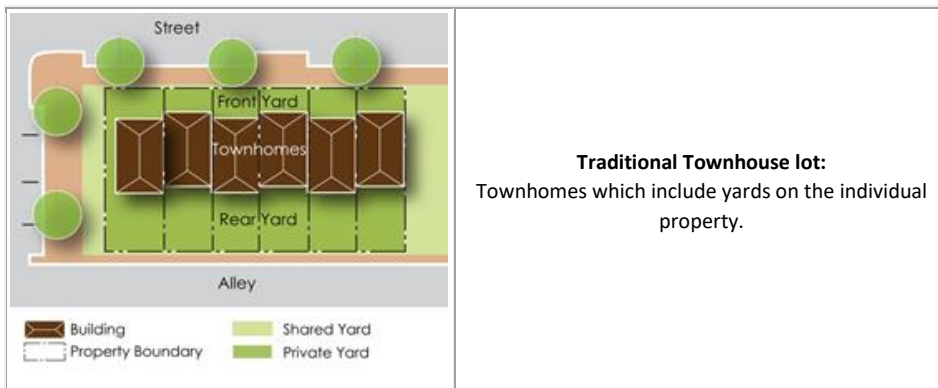 Street
Front Yard
Townhomes
Rear Yard
Alley
Building
Shared Yard
Property Boundary
Private Yard
Traditional Townhouse lot:
Townhomes which include yards on the individual
property.